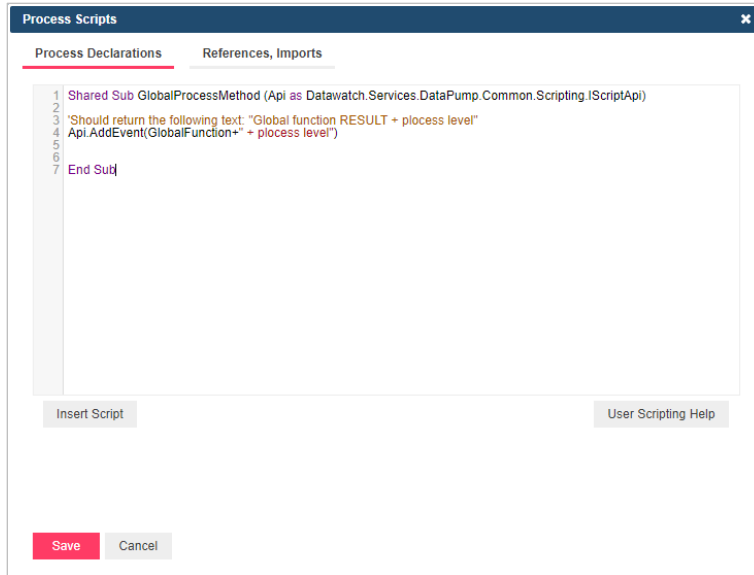 Process Scripts
Process Declarations References, Imports
1 Shared Sub GlobalProcessMethod (Api as Datawatch.Services.DataPump.Common.Scripting.IScriptApi)
2
3 'Should return the following text: "Global function RESULT + plocess level"
4 Api.AddEvent(GlobalFunction+" + plocess level")
5
6
7 End Sub
Insert Script User Scripting Help
Save Cancel